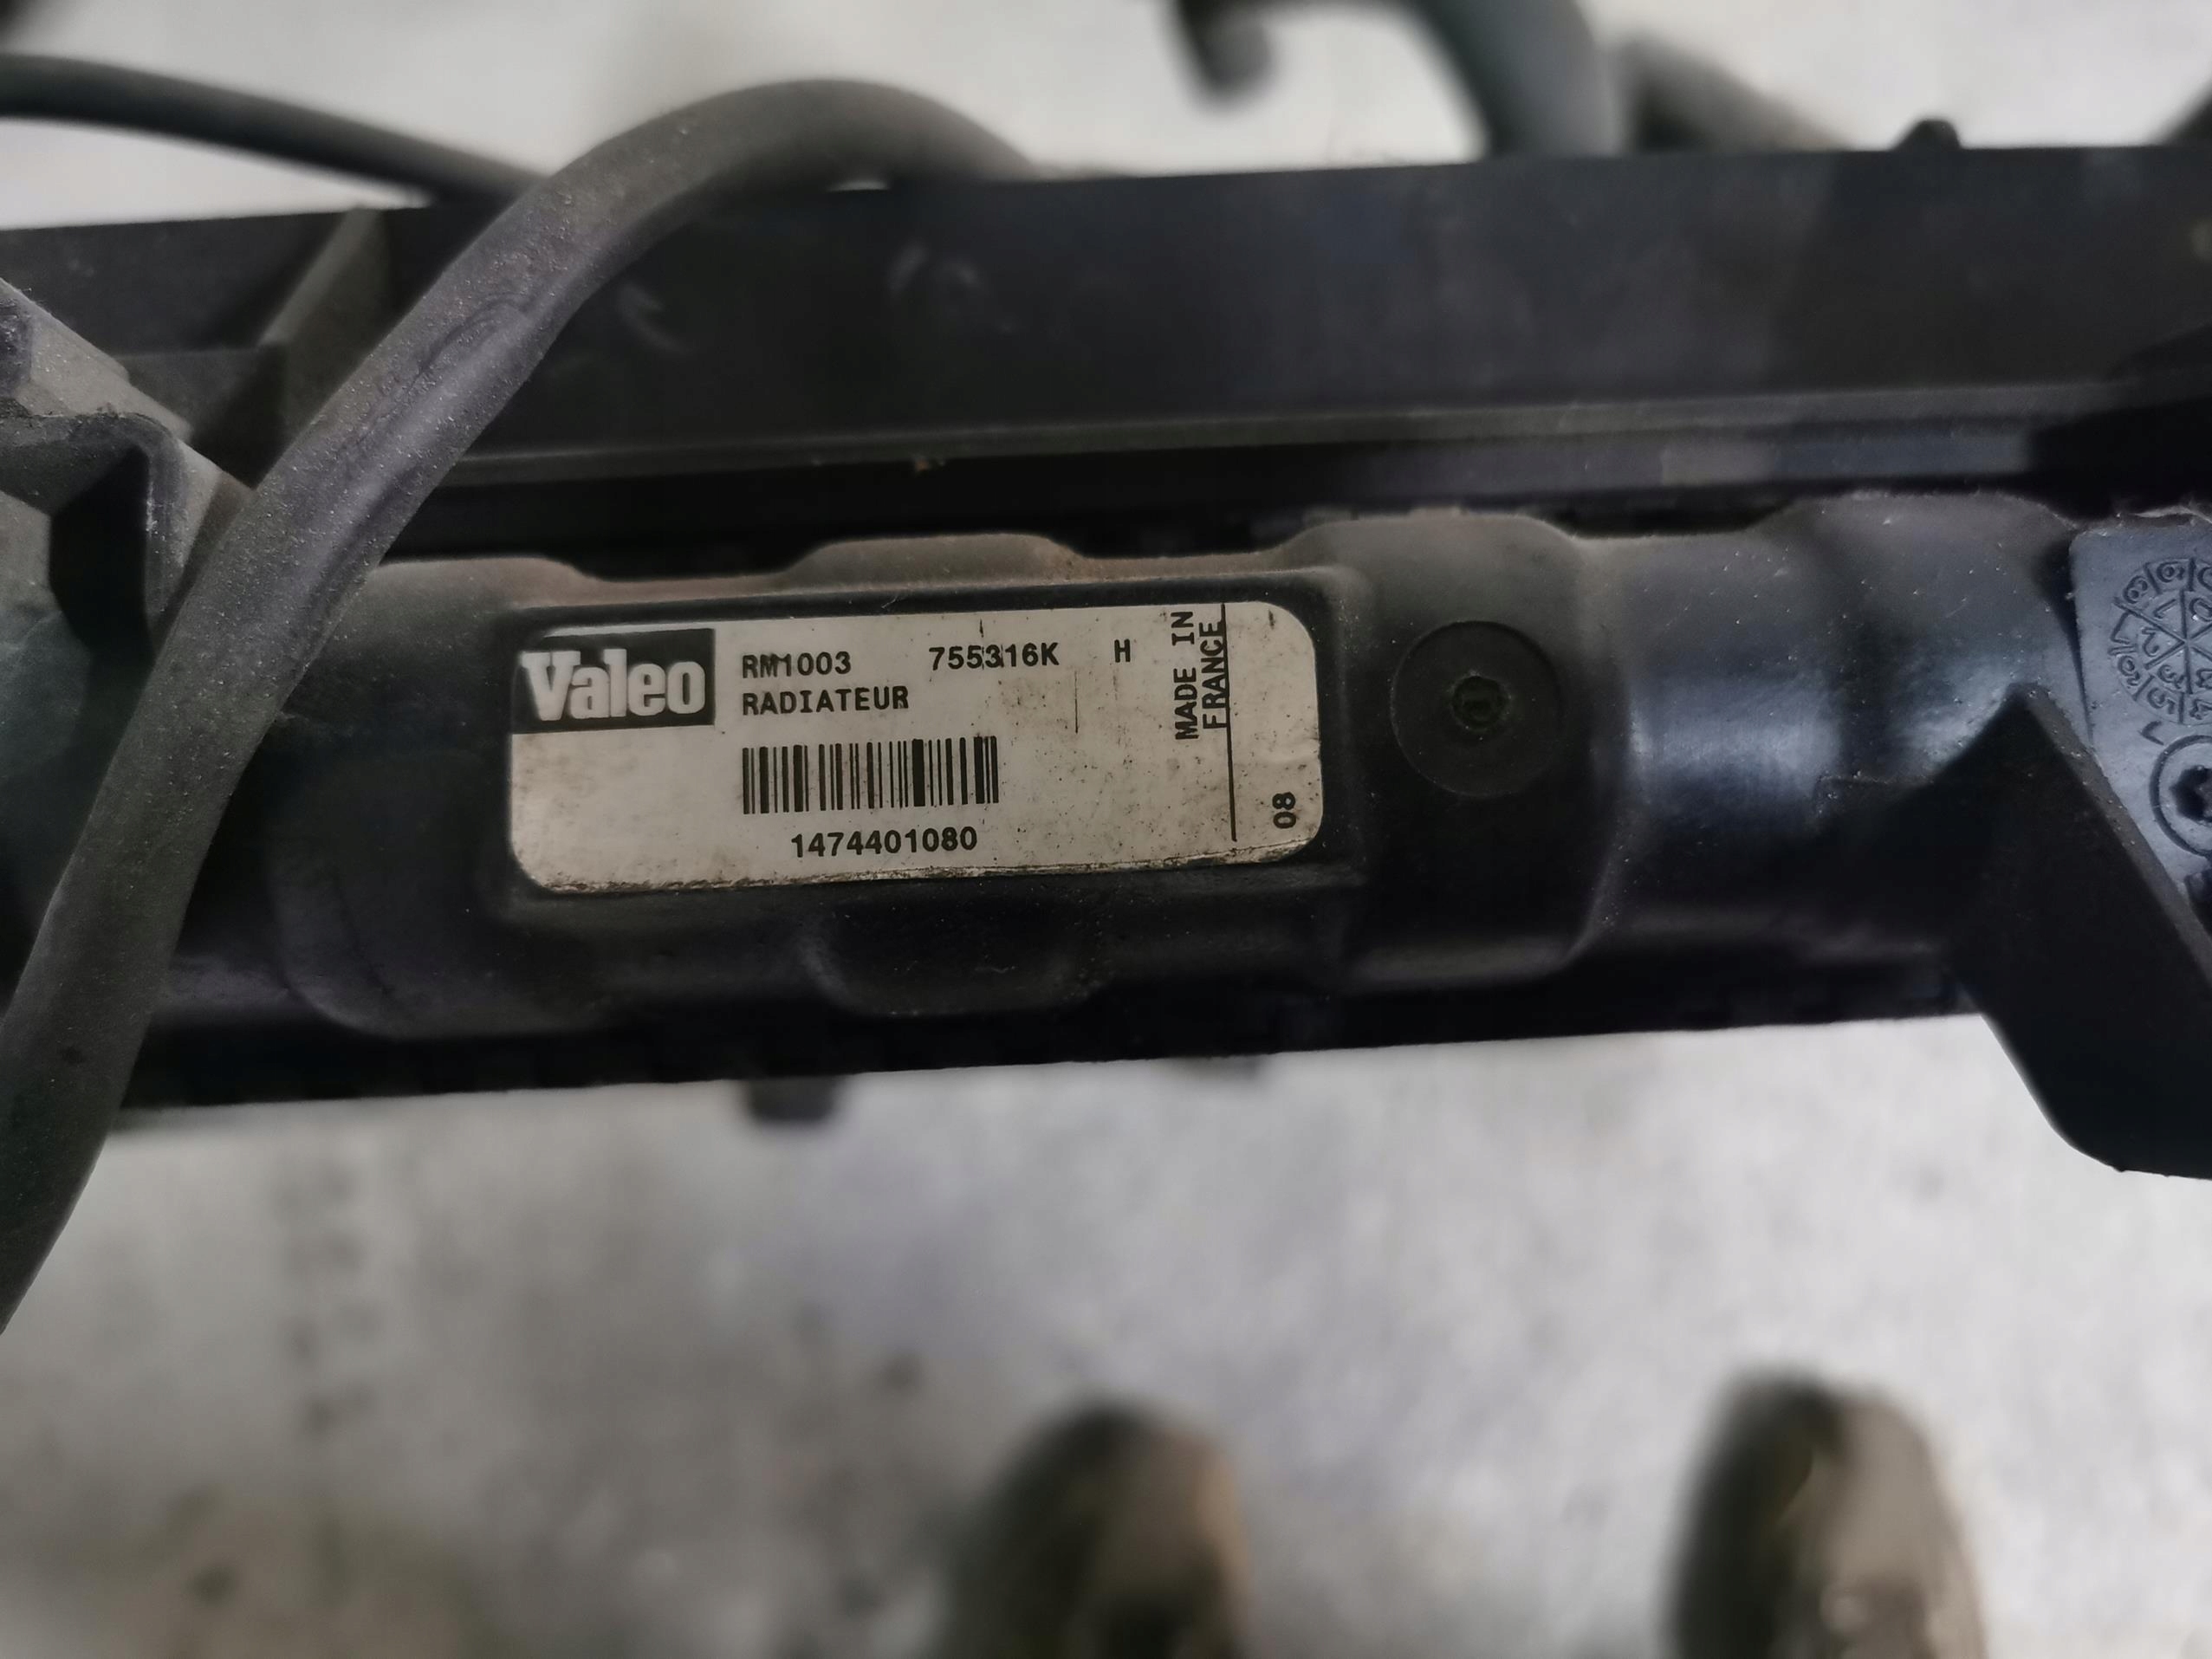 Valeo
RM1003 755316K H
RADIATEUR
1474401080
MADE IN
FRANCE
08